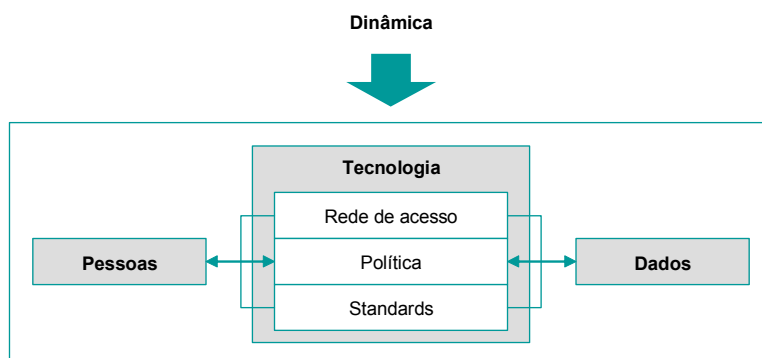 Dinâmica
Tecnologia
Rede de acesso
Pessoas
Política
Dados
Standards